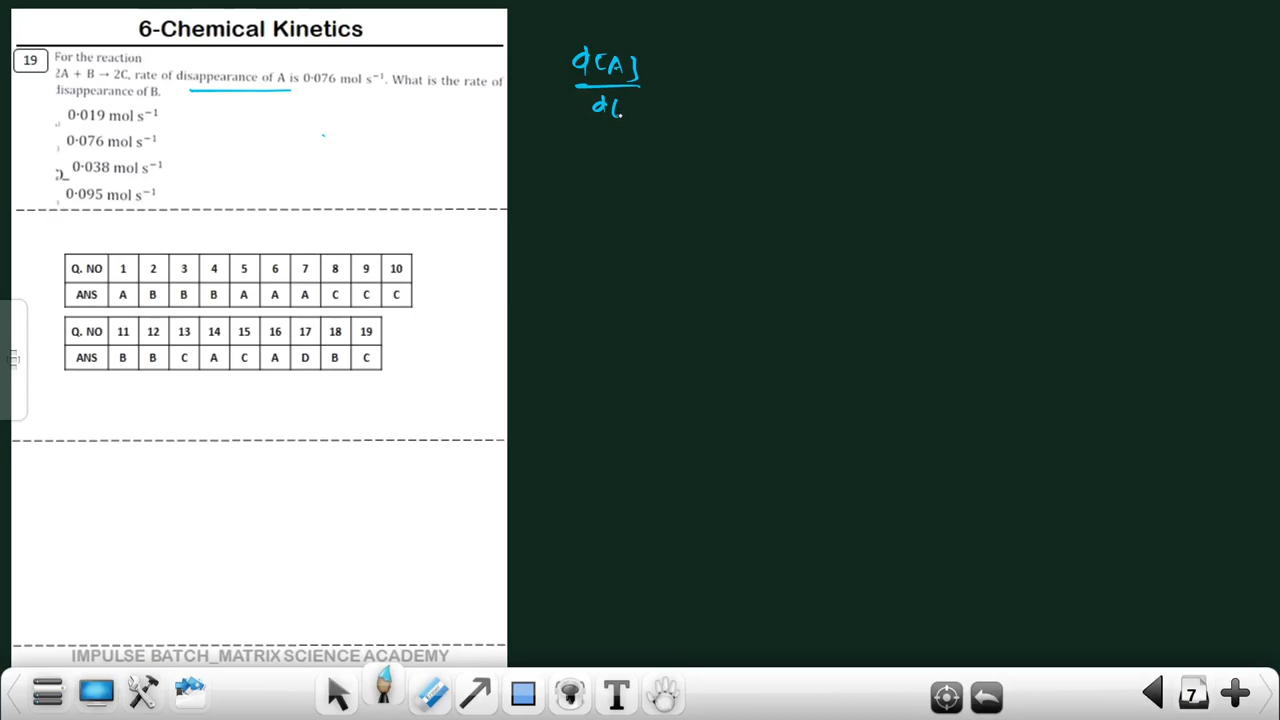 6-Chemical Kinetics
19
For the reaction
2A + B → 2C, rate of disappearance of A is 0·076 mol s⁻¹. What is the rate of
disappearance of B.
0·019 mol s⁻¹
0·076 mol s⁻¹
0·038 mol s⁻¹
0·095 mol s⁻¹
d[A]
Q. NO 1 2 3 4 5 6 7 8 9 10
ANS A B B B A A A C C C
Q. NO 11 12 13 14 15 16 17 18 19
ANS B B C A C A D B C
IMPULSE BATCH_MATRIX SCIENCE ACADEMY
T
7